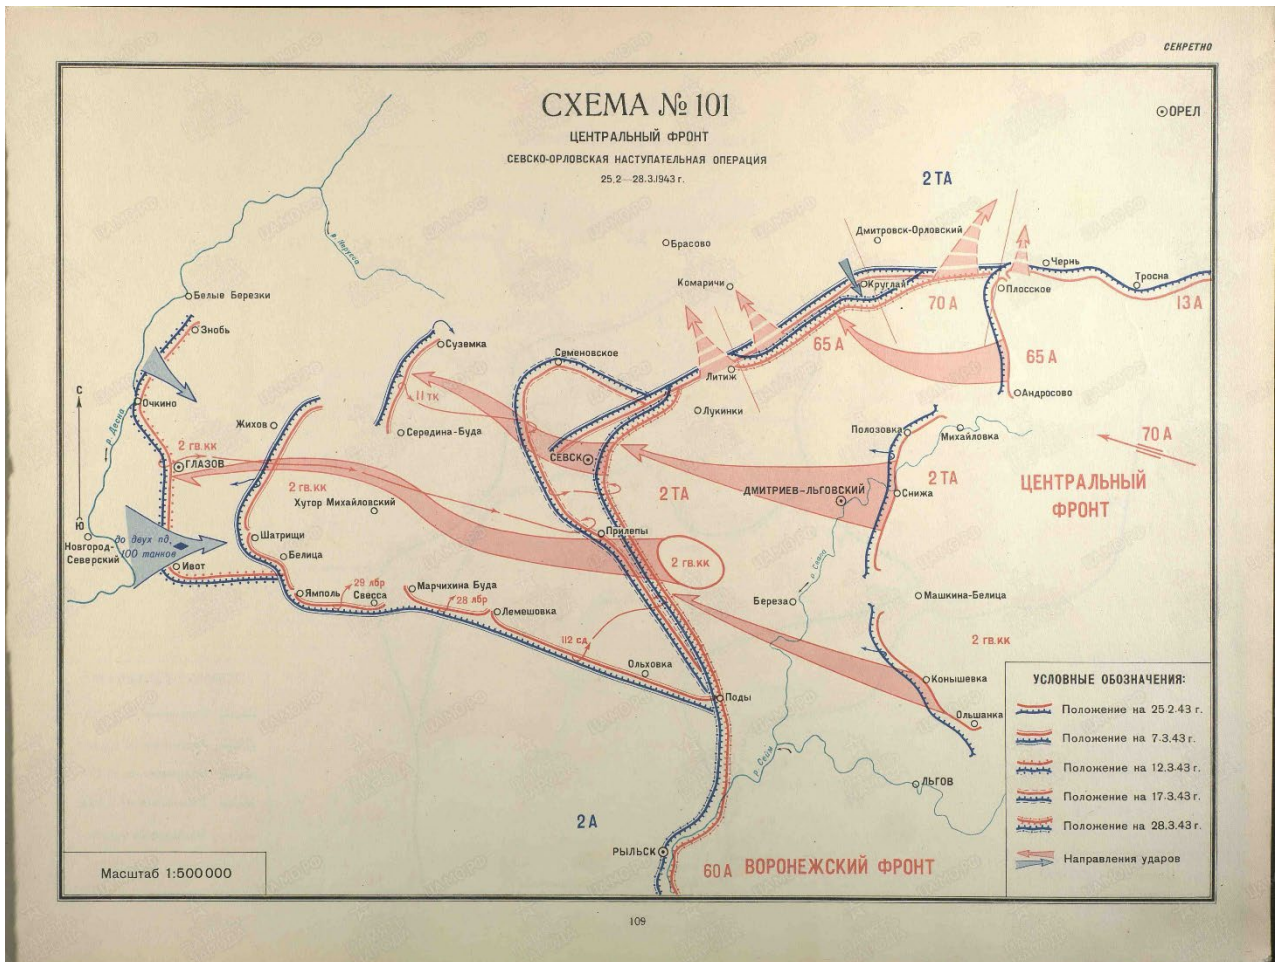 СЕКРЕТНО
СХЕМА № 101
ЦЕНТРАЛЬНЫЙ ФРОНТ
СЕВСКО-ОРЛОВСКАЯ НАСТУПАТЕЛЬНАЯ ОПЕРАЦИЯ
25.2—28.3.1943 г.
ОРЕЛ
2 ТА
Дмитровск-Орловский
Брасово
р. Неруса
Чернь
Тросна
Комаричи
Круглая
Плосское
Белые Березки
70 А
13 А
Знобь
Суземка
65 А
65 А
Семеновское
Литиж
С
11 ТК
Андросово
Очкино
Лукинки
р. Десна
Жихов
Середина-Буда
Полозовка
Михайловка
70 А
2 гв.кк
ГЛАЗОВ
СЕВСК
2 ТА
ЦЕНТРАЛЬНЫЙ
ФРОНТ
2 гв.кк
Хутор Михайловский
2 ТА
ДМИТРИЕВ-ЛЬГОВСКИЙ
Снижа
Ю
Новгород-
Северский
до двух пд,
100 танков
Шатрищи
Прилепы
Белица
Ивот
2 гв.кк
р. Свапа
Ямполь
29 лбр
Свесса
Марчихина Буда
28 лбр
Лемешовка
Береза
Машкина-Белица
112 сд
2 гв.кк
Ольховка
Поды
Конышевка
Ольшанка
р. Сейм
ЛЬГОВ
2 А
РЫЛЬСК
60 А ВОРОНЕЖСКИЙ ФРОНТ
УСЛОВНЫЕ ОБОЗНАЧЕНИЯ:
Положение на 25.2.43 г.
Положение на 7.3.43 г.
Положение на 12.3.43 г.
Положение на 17.3.43 г.
Положение на 28.3.43 г.
Направления ударов
Масштаб 1:500000
109